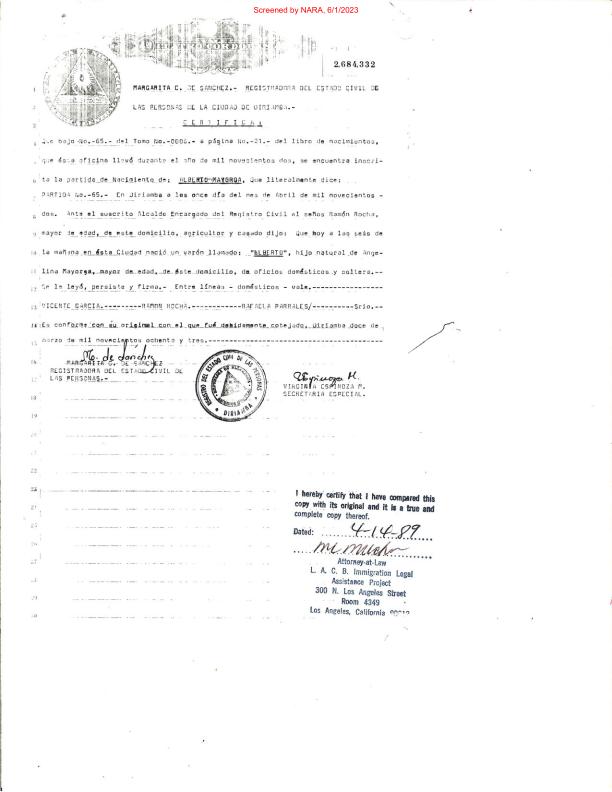 Screened by NARA, 6/1/2023
2.684,332
MARGARITA C. DE SANCHEZ.- REGISTRADORA DEL ESTADO CIVIL DE
LAS PERSONAS DE LA CIUDAD DE DIRIAMBA.-
C E R T I F I C A :
Que bajo No.-65.- del Tomo No.-0006.- a página No.-21.- del libro de nacimientos,
que ésta oficina llevó durante el año de mil novecientos dos, se encuentra inscri-
ta la partida de Nacimiento de: ALBERTO MAYORGA, Que literalmente dice:
PARTIDA No.-65.- En Diriamba a los once día del mes de Abril de mil novecientos -
dos. Ante el suscrito Alcalde Encargado del Registro Civil el señor Ramón Rocha,
mayor de edad, de este domicilio, agricultor y casado dijo: Que hoy a las seis de
la mañana en ésta Ciudad nació un varón llamado: "ALBERTO", hijo natural de Ange-
lina Mayorga, mayor de edad, de éste domicilio, de oficios domésticos y soltera.--
Se le leyó, persiste y firma.- Entre líneas - domésticos - vale.-----------------
VICENTE GARCIA.---------RAMON ROCHA.-----------RAFAELA PARRALES/----------Srio.--
Es conforme con su original con el que fué debidamente cotejado. Diriamba doce de
marzo de mil novecientos ochenta y tres.-----------------------------------
M. de Sánchez
MARGARITA C. DE SANCHEZ
REGISTRADORA DEL ESTADO CIVIL DE
LAS PERSONAS.-
REGISTRO DEL ESTADO CIVIL DE LAS PERSONAS
DIRIAMBA
VEspinoza M.
VIRGINIA ESPINOZA M.
SECRETARIA ESPECIAL.
I hereby certify that I have compared this
copy with its original and it is a true and
complete copy thereof.
Dated: 4-14-89
Attorney-at-Law
L. A. C. B. Immigration Legal
Assistance Project
300 N. Los Angeles Street
Room 4349
Los Angeles, California